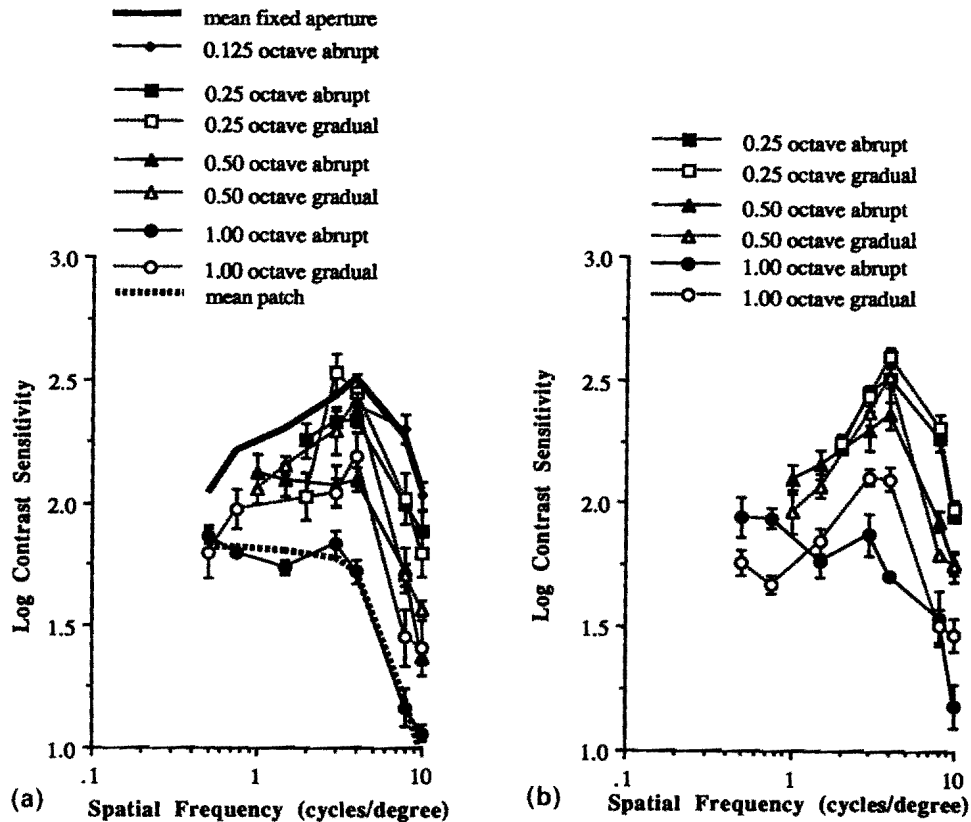 mean fixed aperture
0.125 octave abrupt
0.25 octave abrupt
0.25 octave gradual
0.50 octave abrupt
0.50 octave gradual
1.00 octave abrupt
1.00 octave gradual
mean patch
3.0
2.5
2.0
1.5
1.0
Log Contrast Sensitivity
.1
1
10
(a)
Spatial Frequency (cycles/degree)
0.25 octave abrupt
0.25 octave gradual
0.50 octave abrupt
0.50 octave gradual
1.00 octave abrupt
1.00 octave gradual
3.0
2.5
2.0
1.5
1.0
Log Contrast Sensitivity
.1
1
10
(b)
Spatial Frequency (cycles/degree)